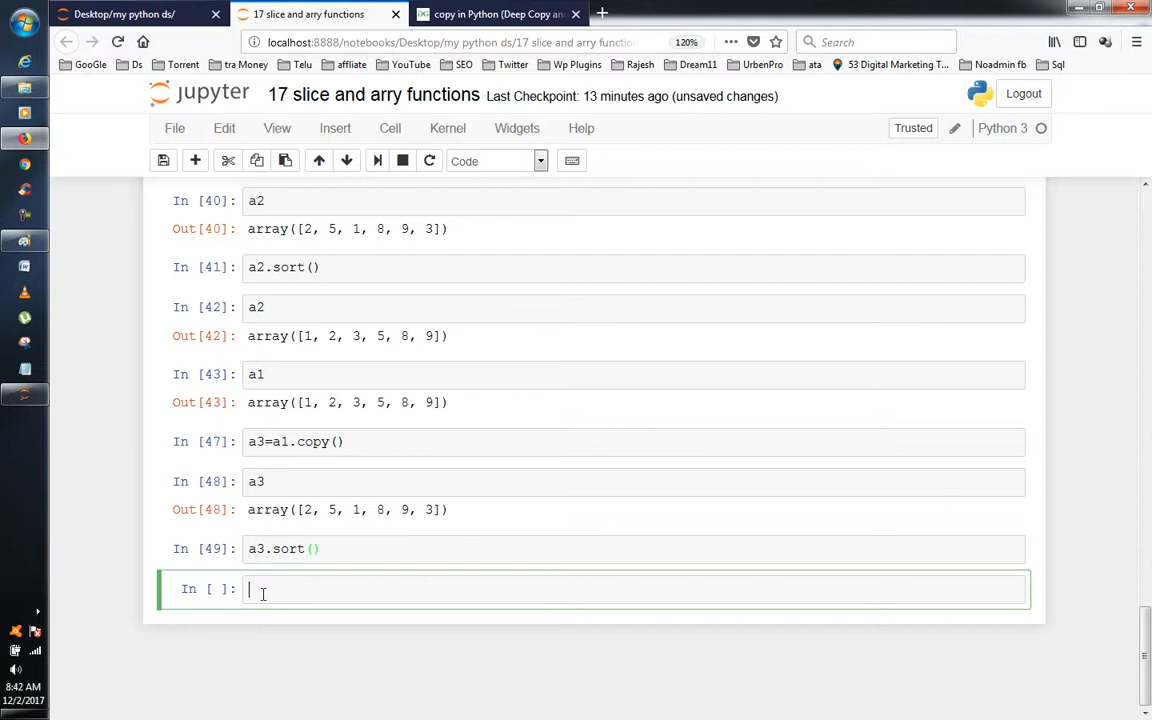 Desktop/my python ds/
17 slice and arry functions
copy in Python (Deep Copy and
localhost:8888/notebooks/Desktop/my python ds/17 slice and arry functio
120%
Search
GooGle
Ds
Torrent
tra Money
Telu
affliate
YouTube
SEO
Twitter
Wp Plugins
Rajesh
Dream11
UrbenPro
ata
53 Digital Marketing T...
Noadmin fb
Sql
jupyter
17 slice and arry functions
Last Checkpoint: 13 minutes ago (unsaved changes)
Logout
File
Edit
View
Insert
Cell
Kernel
Widgets
Help
Trusted
Python 3
Code
In [40]: a2
Out[40]: array([2, 5, 1, 8, 9, 3])
In [41]: a2.sort()
In [42]: a2
Out[42]: array([1, 2, 3, 5, 8, 9])
In [43]: a1
Out[43]: array([1, 2, 3, 5, 8, 9])
In [47]: a3=a1.copy()
In [48]: a3
Out[48]: array([2, 5, 1, 8, 9, 3])
In [49]: a3.sort()
In [ ]:
8:42 AM
12/2/2017